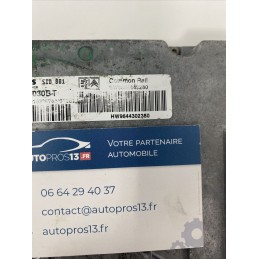 Common Rail
HW9644302380
AUTOPROS13.FR
VOTRE PARTENAIRE
AUTOMOBILE
06 64 29 40 37
contact@autopros13.fr
autopros13.fr